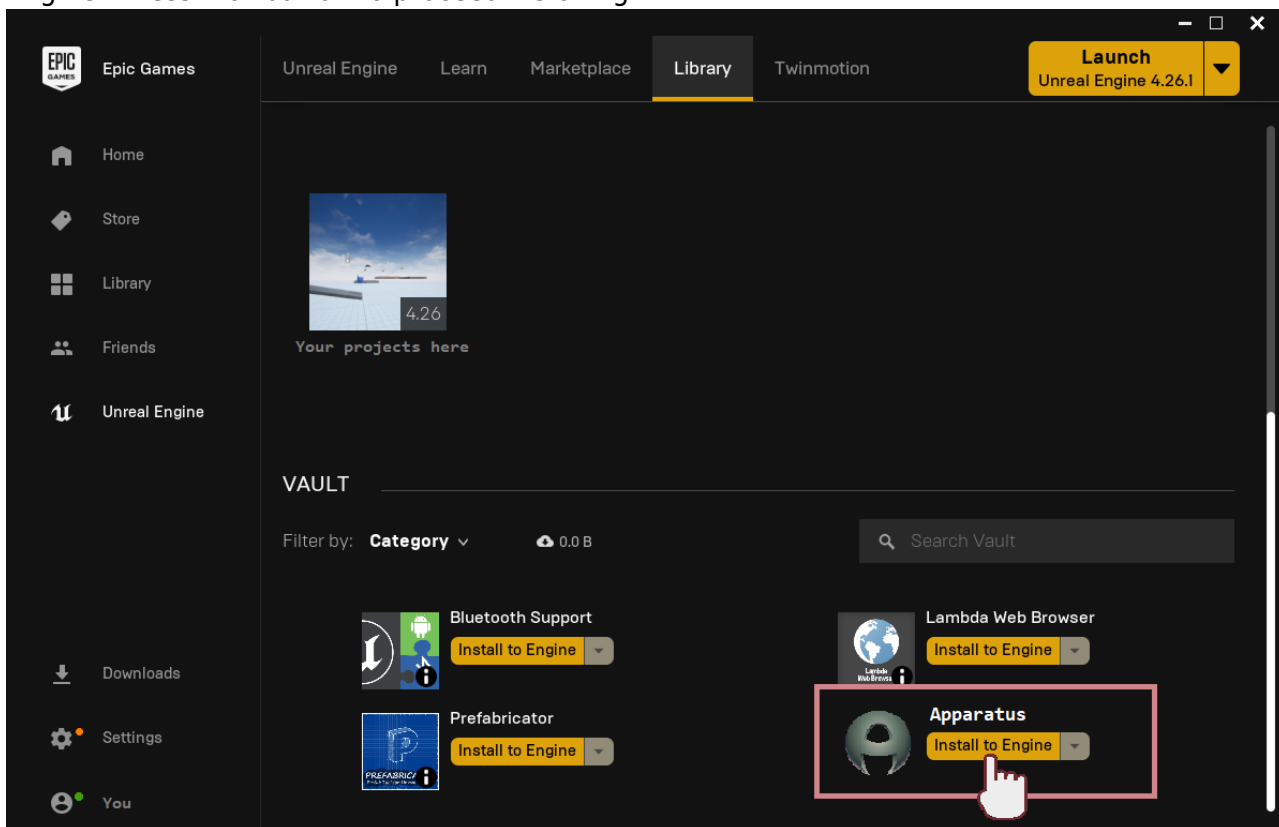 EPIC
GAMES
Epic Games
Unreal Engine
Learn
Marketplace
Library
Twinmotion
Launch
Unreal Engine 4.26.1
Home
Store
Library
Friends
Unreal Engine
4.26
Your projects here
VAULT
Filter by: Category
0.0 B
Search Vault
Bluetooth Support
Install to Engine
Lambda Web Browser
Install to Engine
Lambda
Prefabricator
Install to Engine
Apparatus
Install to Engine
Downloads
Settings
You